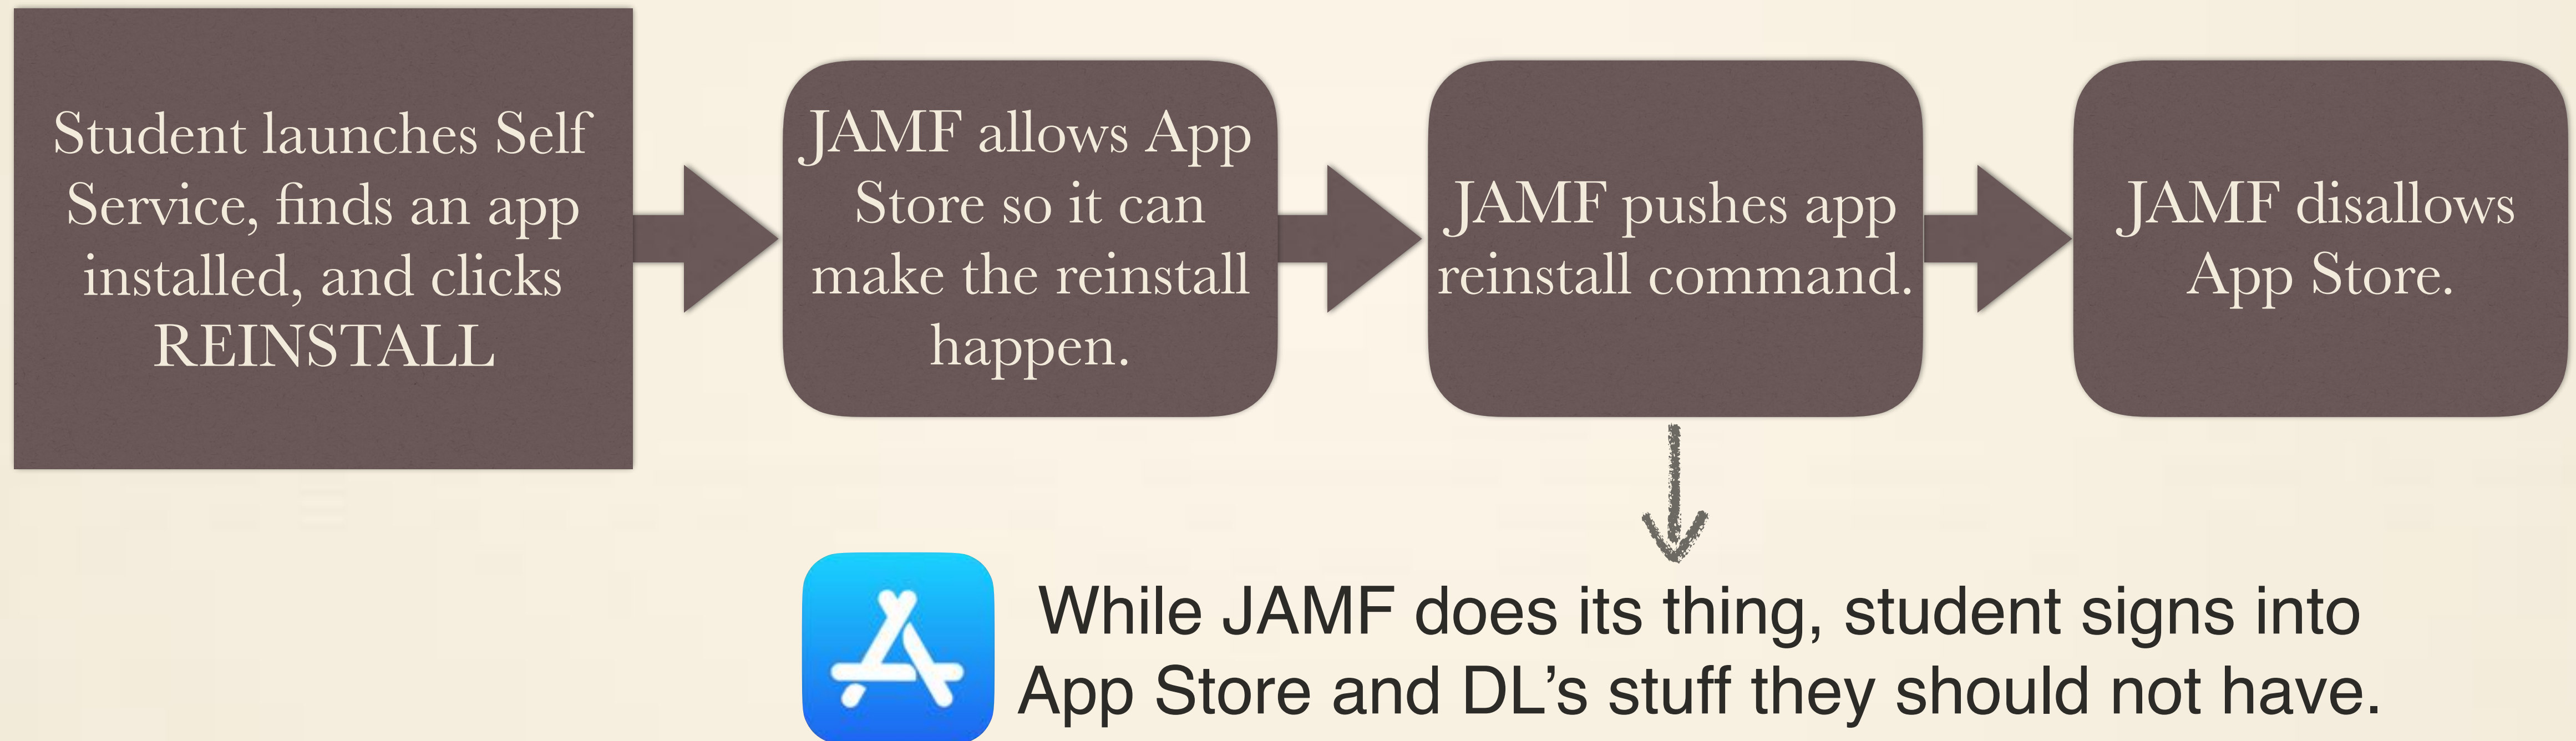 Student launches Self
Service, finds an app
installed, and clicks
REINSTALL
JAMF allows App
Store so it can
make the reinstall
happen.
JAMF pushes app
reinstall command.
JAMF disallows
App Store.
While JAMF does its thing, student signs into
App Store and DL’s stuff they should not have.